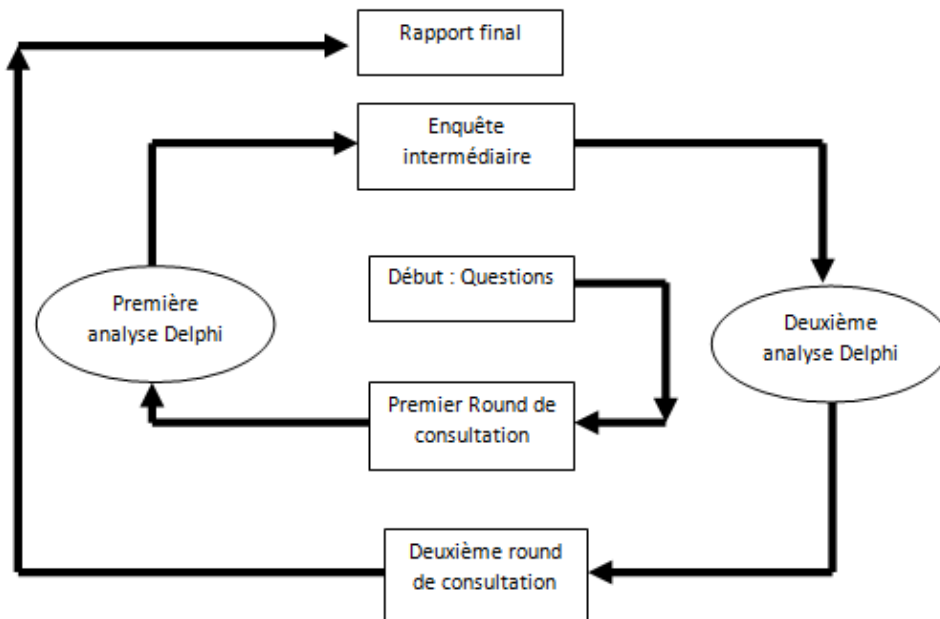 Rapport final
Enquête
intermédiaire
Début : Questions
Première
analyse Delphi
Deuxième
analyse Delphi
Premier Round de
consultation
Deuxième round
de consultation